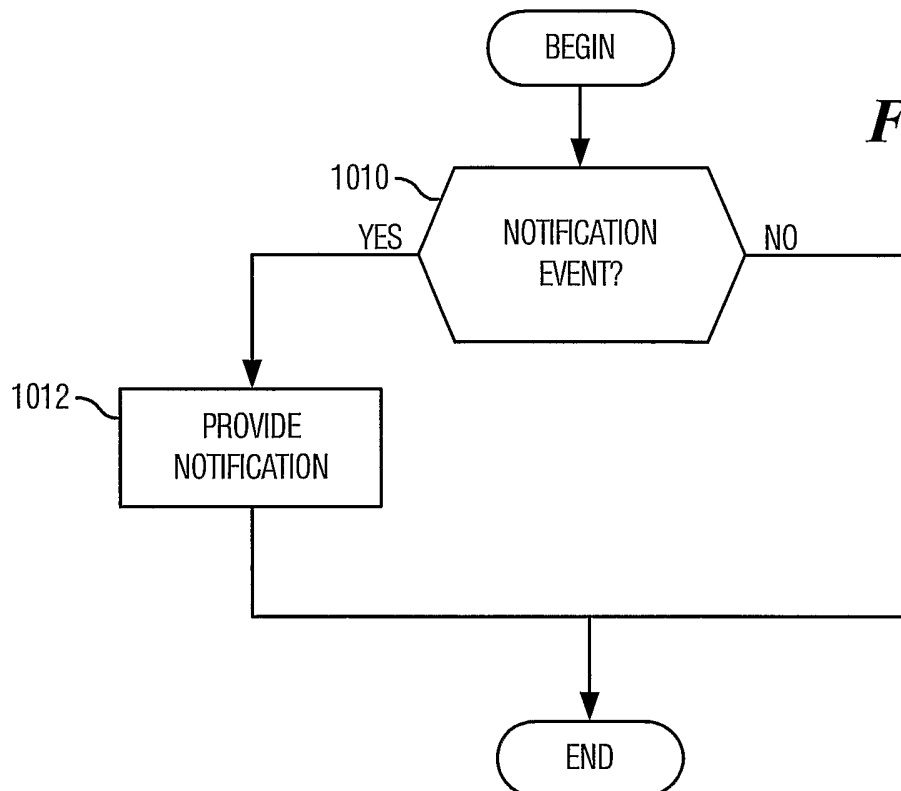 BEGIN
F
1010
YES
NOTIFICATION
EVENT?
NO
1012
PROVIDE
NOTIFICATION
END